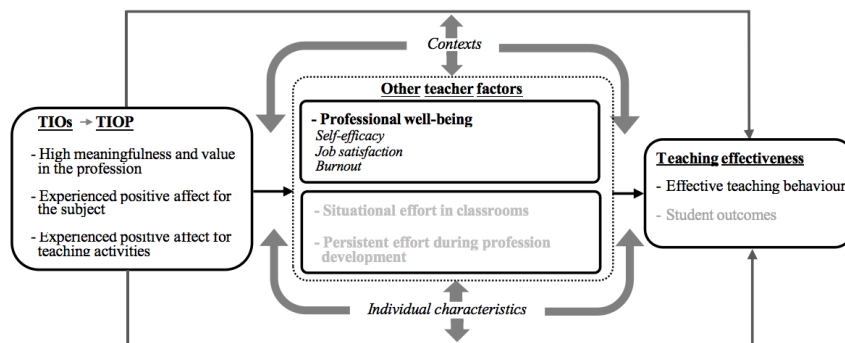 Contexts
TIOs → TIOP
- High meaningfulness and value
in the profession
- Experienced positive affect for
the subject
- Experienced positive affect for
teaching activities
Other teacher factors
- Professional well-being
Self-efficacy
Job satisfaction
Burnout
- Situational effort in classrooms
- Persistent effort during profession
development
Teaching effectiveness
- Effective teaching behaviour
- Student outcomes
Individual characteristics